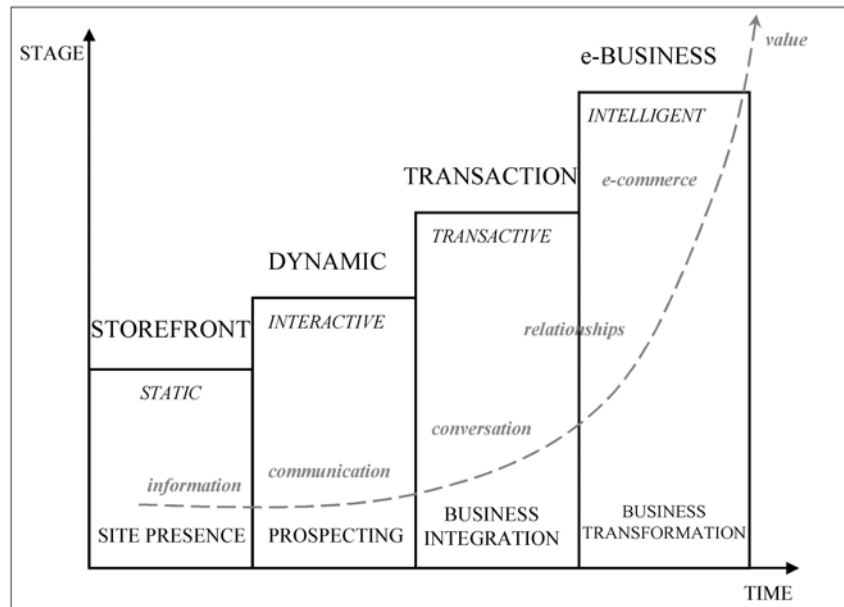 STAGE
e-BUSINESS
value
INTELLIGENT
e-commerce
TRANSACTION
TRANSACTIVE
DYNAMIC
INTERACTIVE
STOREFRONT
relationships
STATIC
conversation
communication
information
SITE PRESENCE
PROSPECTING
BUSINESS
INTEGRATION
BUSINESS
TRANSFORMATION
TIME